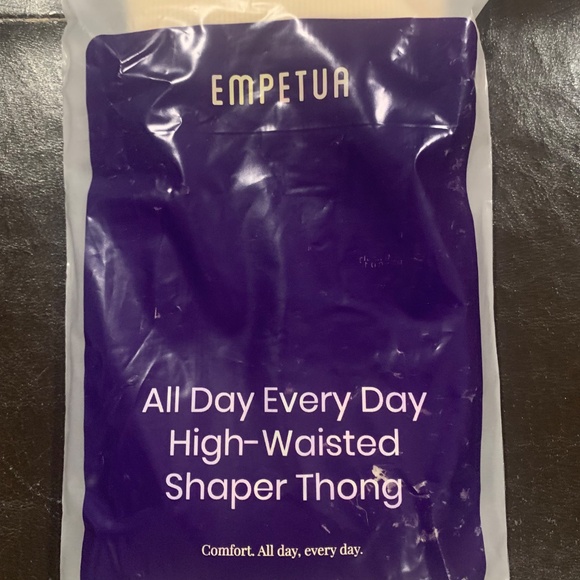 EMPETUA
All Day Every Day
High-Waisted
Shaper Thong
Comfort. All day, every day.